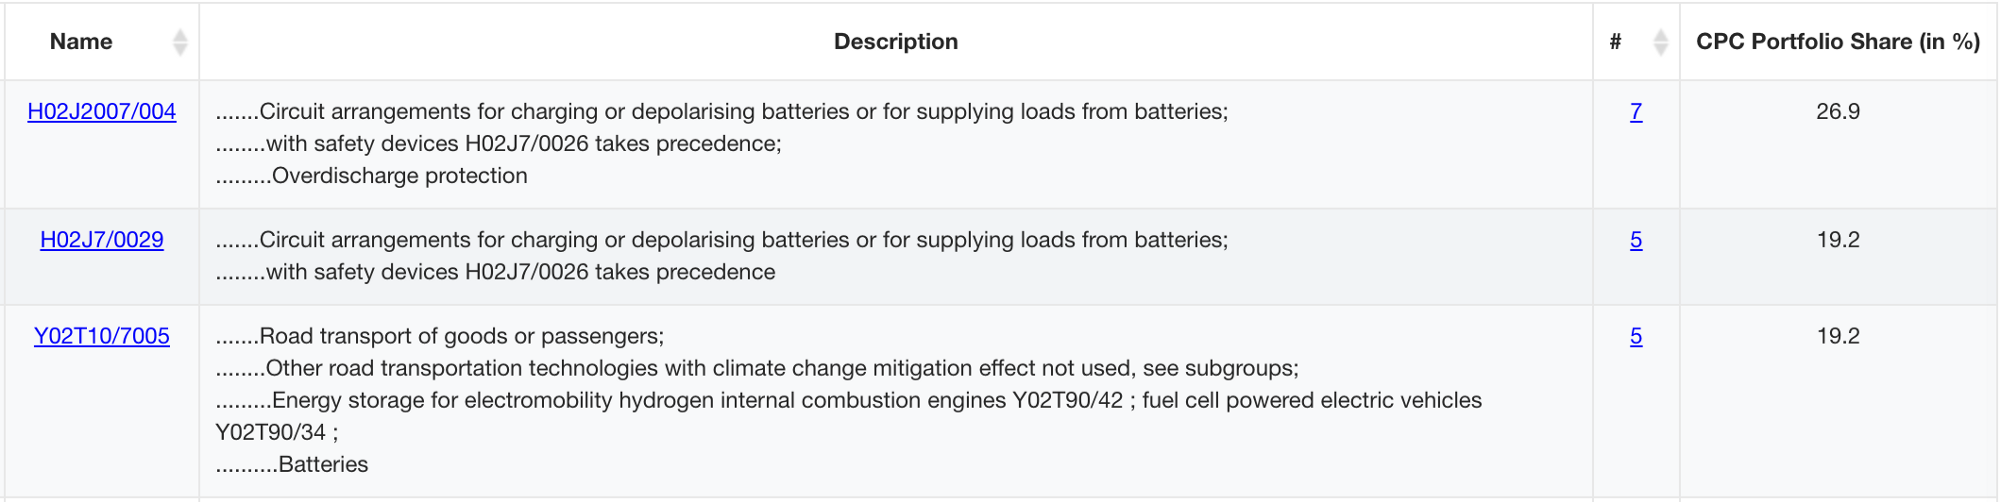 Name Description # CPC Portfolio Share (in %)
H02J2007/004 .......Circuit arrangements for charging or depolarising batteries or for supplying loads from batteries; 7 26.9
........with safety devices H02J7/0026 takes precedence;
.........Overdischarge protection
H02J7/0029 .......Circuit arrangements for charging or depolarising batteries or for supplying loads from batteries; 5 19.2
........with safety devices H02J7/0026 takes precedence
Y02T10/7005 .......Road transport of goods or passengers; 5 19.2
........Other road transportation technologies with climate change mitigation effect not used, see subgroups;
.........Energy storage for electromobility hydrogen internal combustion engines Y02T90/42 ; fuel cell powered electric vehicles
Y02T90/34 ;
..........Batteries